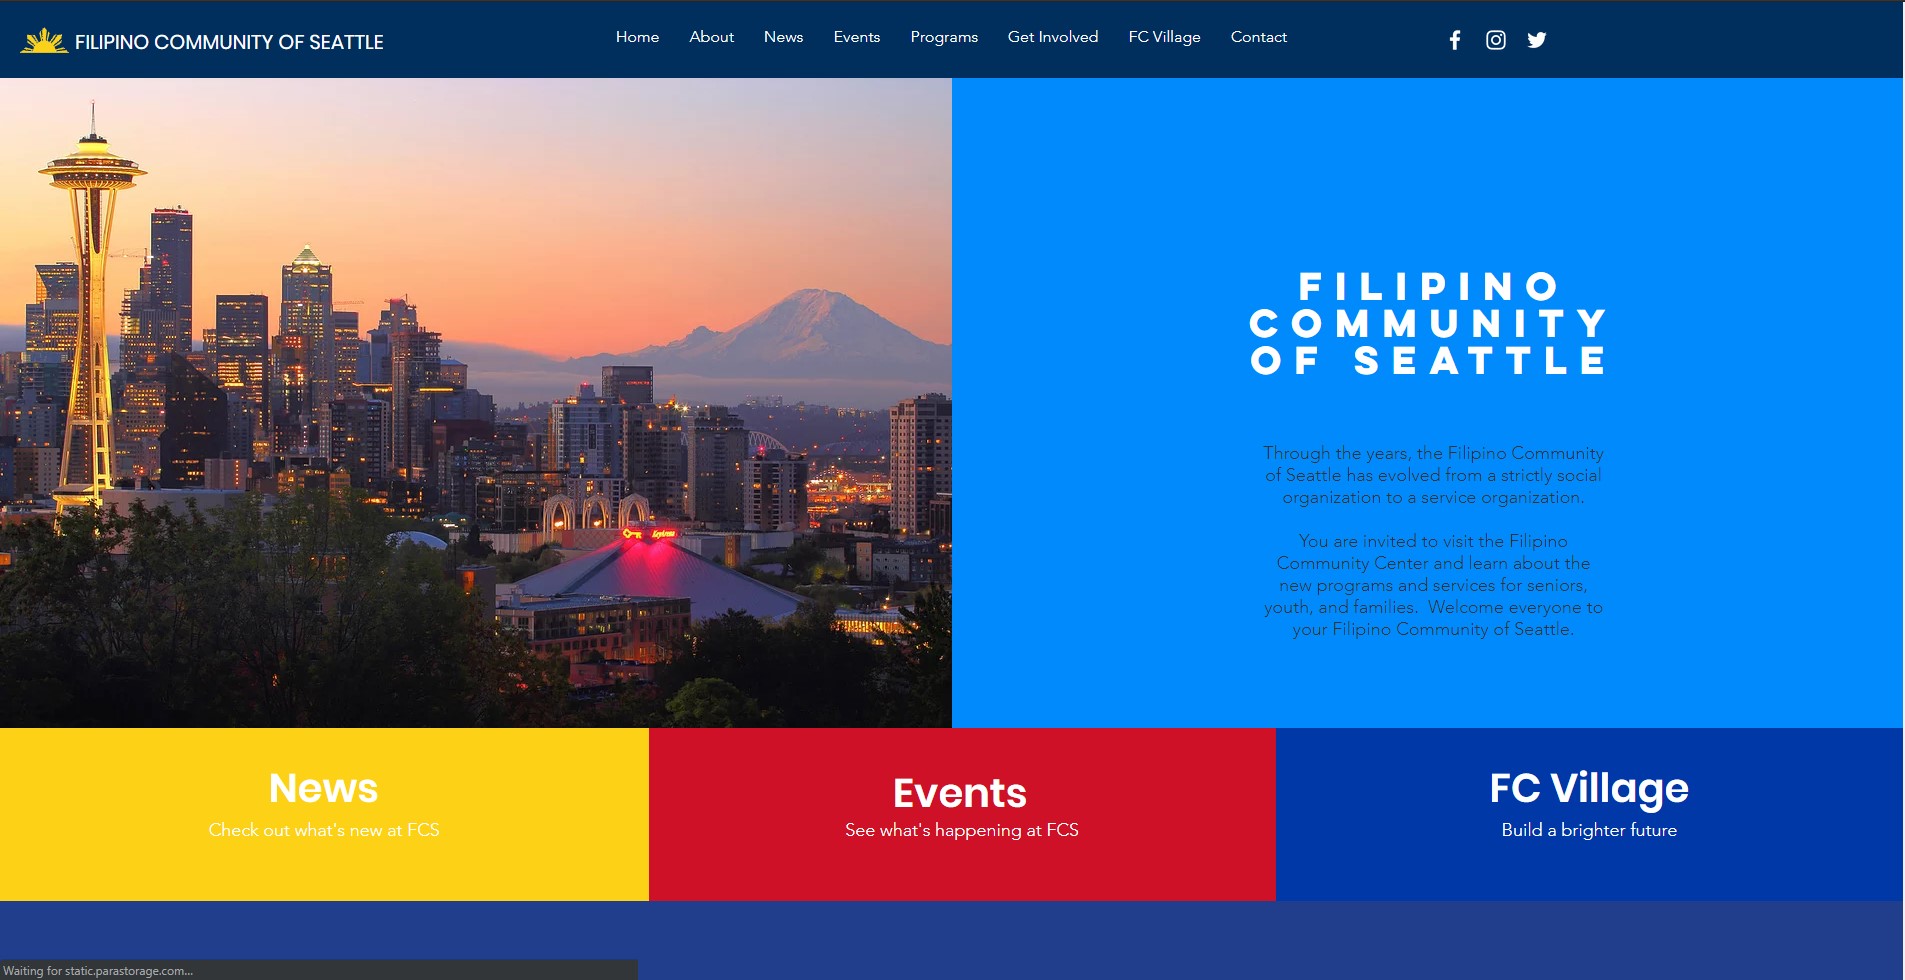 FILIPINO COMMUNITY OF SEATTLE
Home About News Events Programs Get Involved FC Village Contact
FILIPINO
COMMUNITY
OF SEATTLE
Through the years, the Filipino Community
of Seattle has evolved from a strictly social
organization to a service organization.
You are invited to visit the Filipino
Community Center and learn about the
new programs and services for seniors,
youth, and families.  Welcome everyone to
your Filipino Community of Seattle.
KeyArena
News
Check out what's new at FCS
Events
See what's happening at FCS
FC Village
Build a brighter future
Waiting for static.parastorage.com...